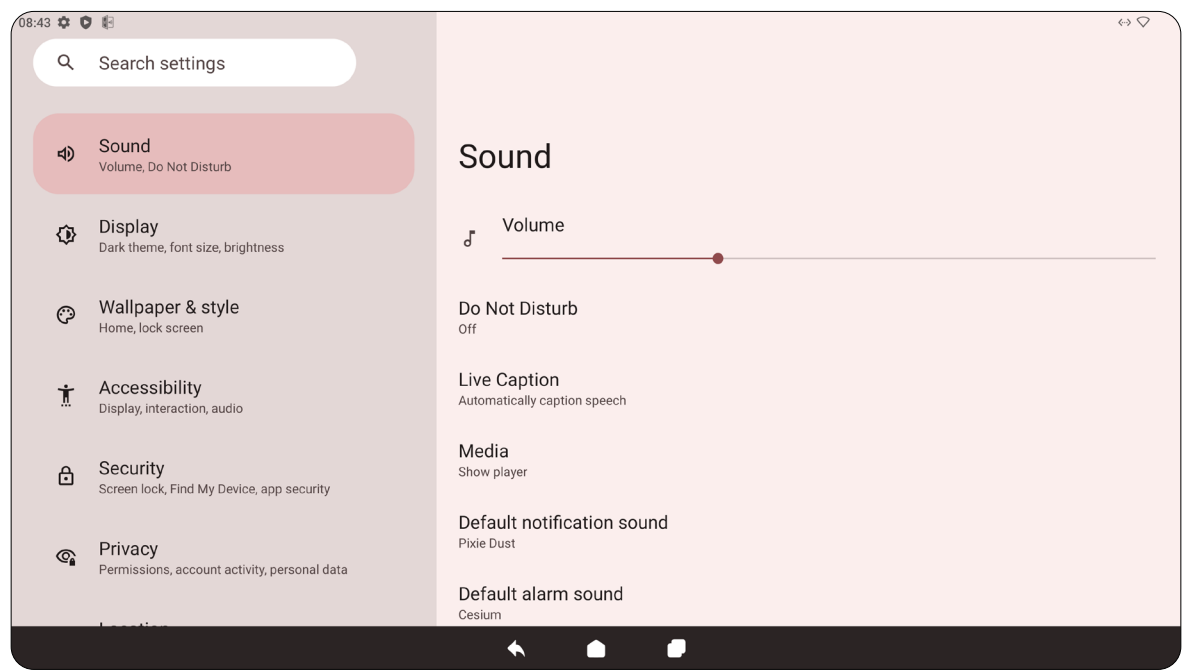 08:43
Search settings
Sound
Volume, Do Not Disturb
Display
Dark theme, font size, brightness
Wallpaper & style
Home, lock screen
Accessibility
Display, interaction, audio
Security
Screen lock, Find My Device, app security
Privacy
Permissions, account activity, personal data
Location
Sound
Volume
Do Not Disturb
Off
Live Caption
Automatically caption speech
Media
Show player
Default notification sound
Pixie Dust
Default alarm sound
Cesium